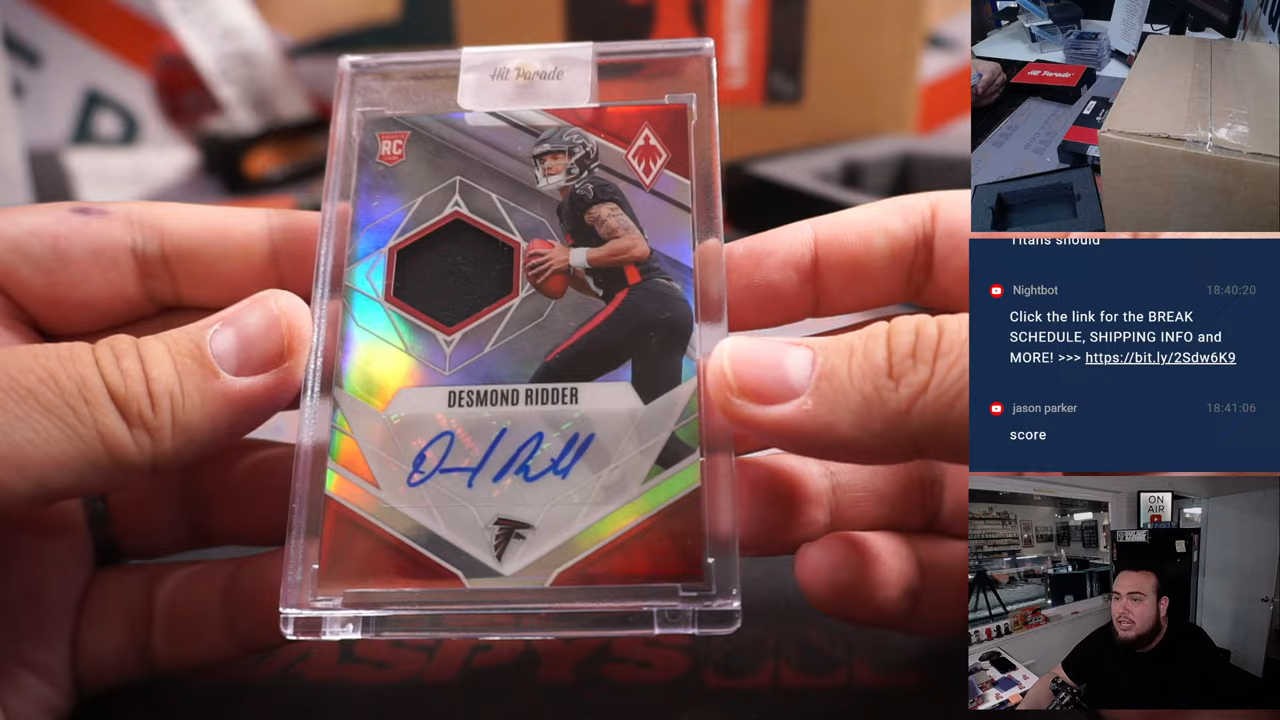 Hit Parade
RC
DESMOND RIDDER
Hit Parade
Titans should
Nightbot
18:40:20
Click the link for the BREAK
SCHEDULE, SHIPPING INFO and
MORE! >>> https://bit.ly/2Sdw6K9
jason parker
18:41:06
score
ON
AIR